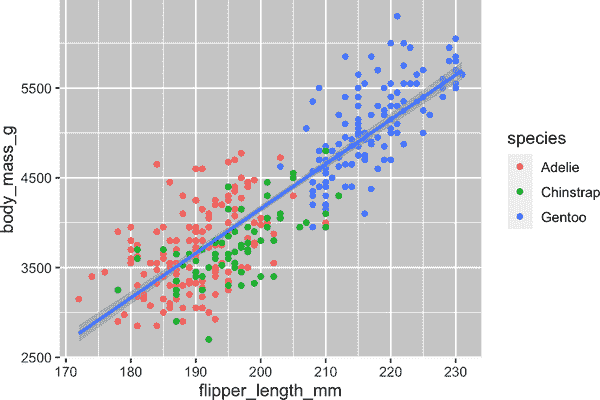 body_mass_g
5500
4500
3500
2500
170 180 190 200 210 220 230
flipper_length_mm
species
Adelie
Chinstrap
Gentoo